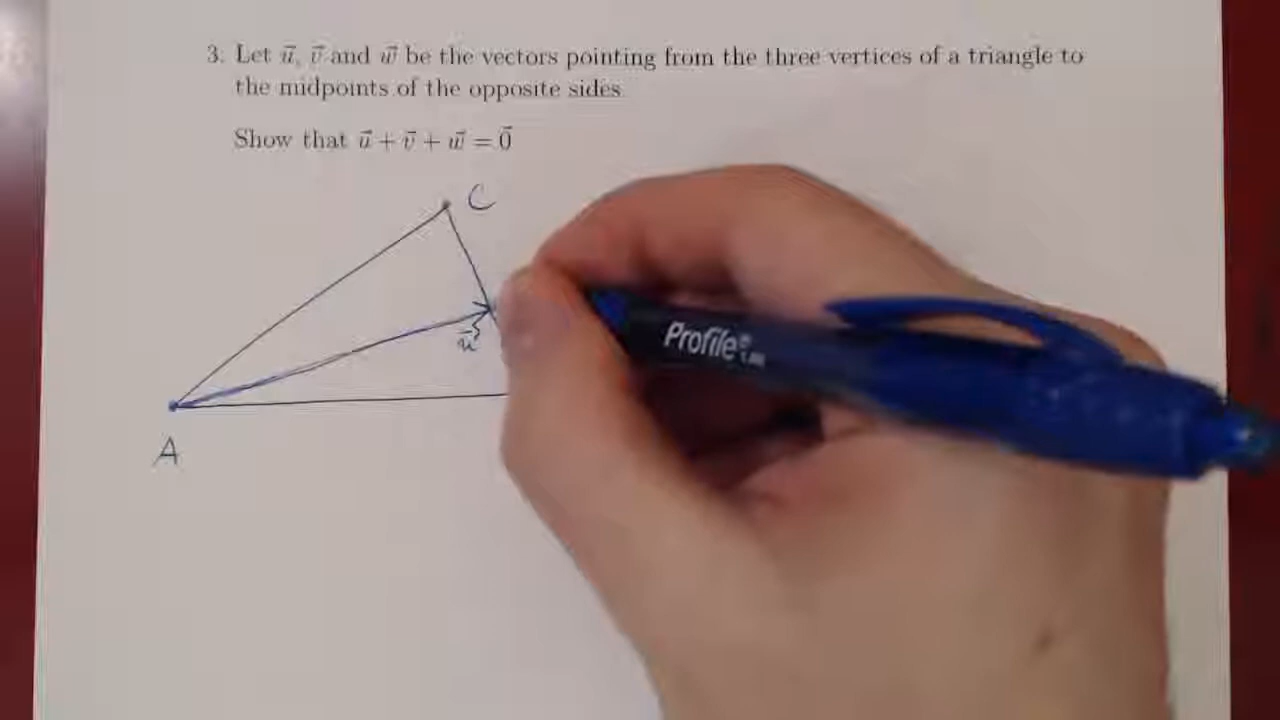 3. Let u⃗, v⃗ and w⃗ be the vectors pointing from the three vertices of a triangle to
the midpoints of the opposite sides
Show that u⃗ + v⃗ + w⃗ = 0⃗
C
u⃗
Profile
A